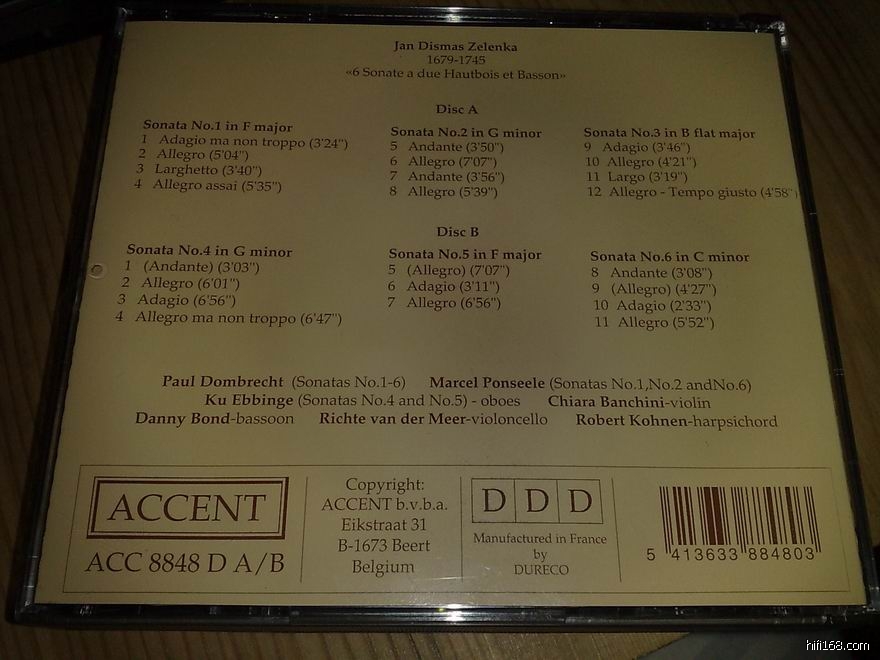 Jan Dismas Zelenka
1679-1745
«6 Sonate a due Hautbois et Basson»
Disc A
Sonata No.1 in F major
1 Adagio ma non troppo (3'24")
2 Allegro (5'04")
3 Larghetto (3'40")
4 Allegro assai (5'35")
Sonata No.2 in G minor
5 Andante (3'50")
6 Allegro (7'07")
7 Andante (3'56")
8 Allegro (5'39")
Sonata No.3 in B flat major
9 Adagio (3'46")
10 Allegro (4'21")
11 Largo (3'19")
12 Allegro - Tempo giusto (4'58")
Disc B
Sonata No.4 in G minor
1 (Andante) (3'03")
2 Allegro (6'01")
3 Adagio (6'56")
4 Allegro ma non troppo (6'47")
Sonata No.5 in F major
5 (Allegro) (7'07")
6 Adagio (3'11")
7 Allegro (6'56")
Sonata No.6 in C minor
8 Andante (3'08")
9 (Allegro) (4'27")
10 Adagio (2'33")
11 Allegro (5'52")
Paul Dombrecht (Sonatas No.1-6) Marcel Ponseele (Sonatas No.1,No.2 andNo.6)
Ku Ebbinge (Sonatas No.4 and No.5) - oboes Chiara Banchini-violin
Danny Bond-bassoon Richte van der Meer-violoncello Robert Kohnen-harpsichord
ACCENT
ACC 8848 D A/B
Copyright:
ACCENT b.v.b.a.
Eikstraat 31
B-1673 Beert
Belgium
DDD
Manufactured in France
by
DURECO
5 413633 884803
hifi168.com